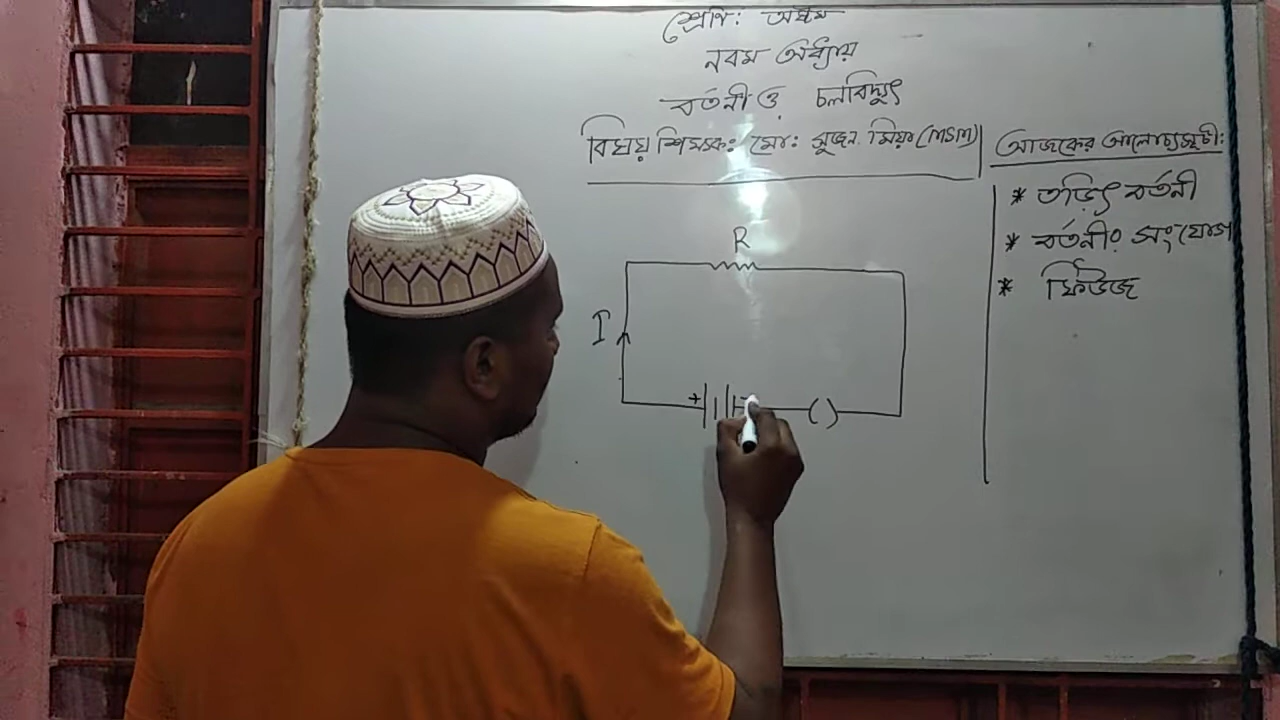 শ্রেণি: অষ্টম
নবম অধ্যায়
বর্তনী ও চলবিদ্যুৎ
বিষয় শিক্ষক: মো: সুজন মিয়া
আজকের আলোচ্যসূচী:
* তড়িৎ বর্তনী
* বর্তনীর সংযোগ
* ফিউজ
R
I
+